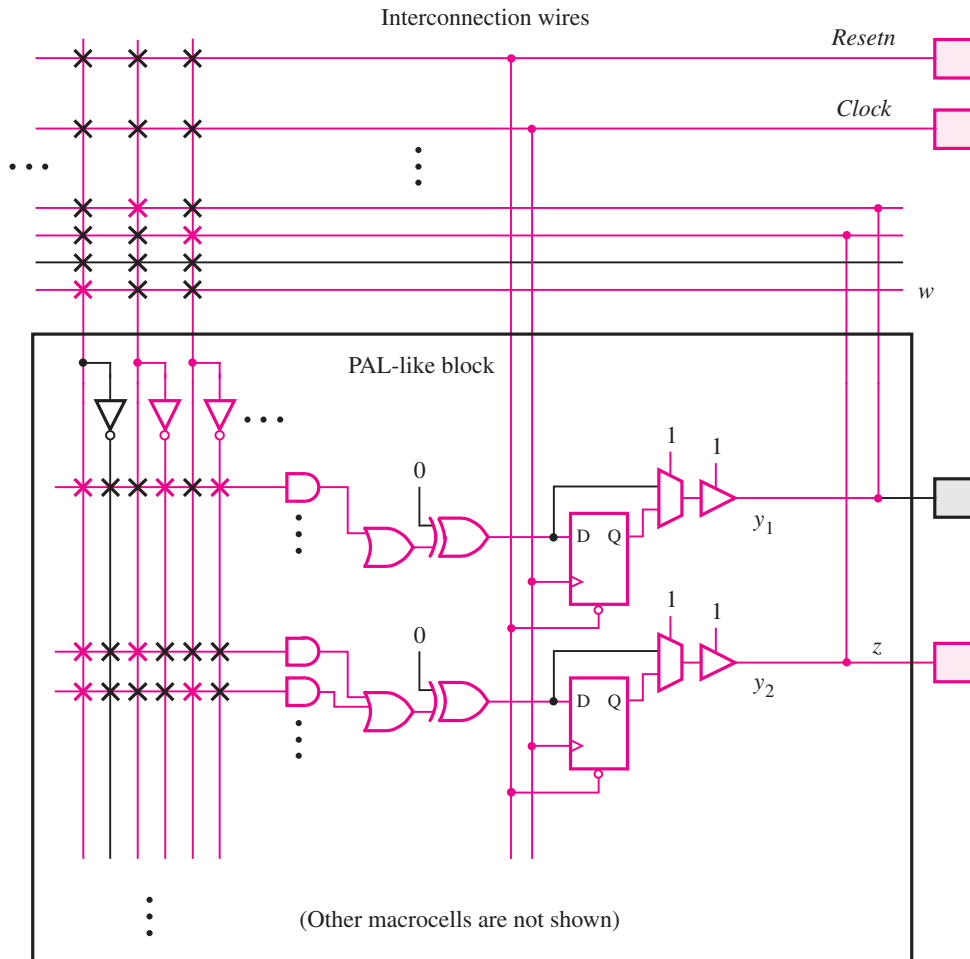 Interconnection wires
Resetn
Clock
w
PAL-like block
1
1
0
D Q
y1
1
1
0
z
D Q
y2
(Other macrocells are not shown)